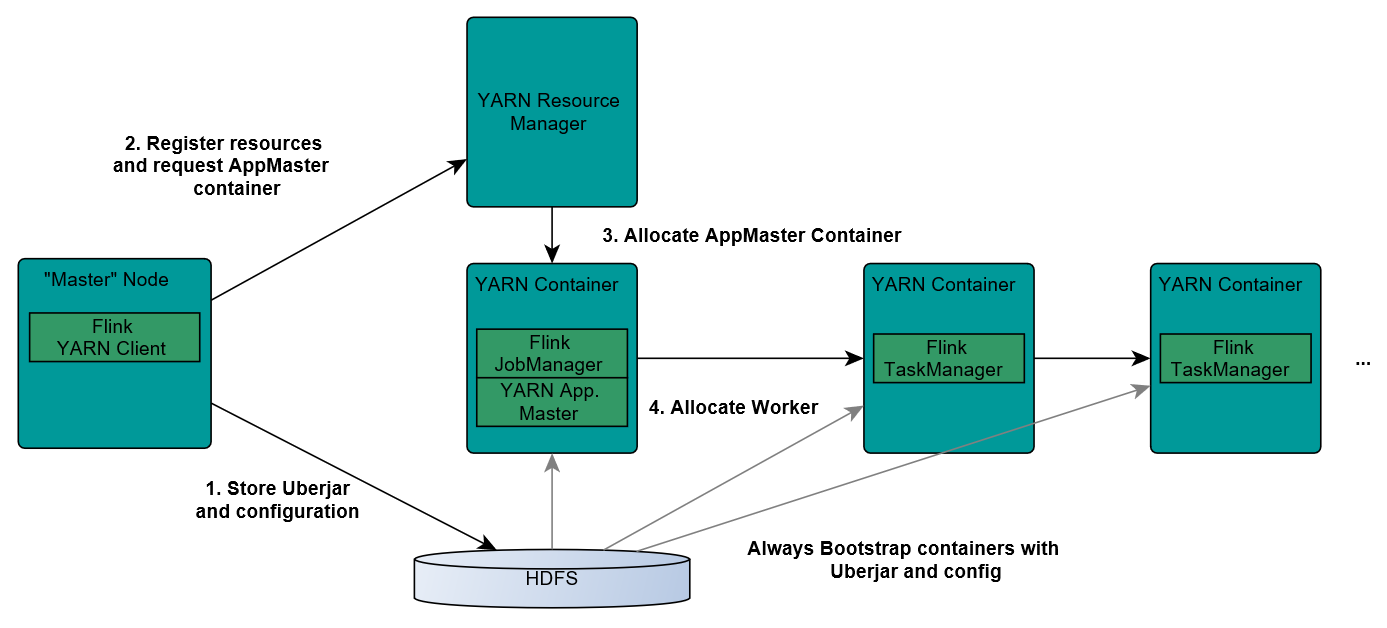 YARN Resource
Manager
2. Register resources
and request AppMaster
container
3. Allocate AppMaster Container
"Master" Node
Flink
YARN Client
YARN Container
Flink
JobManager
YARN App.
Master
YARN Container
Flink
TaskManager
YARN Container
Flink
TaskManager
...
4. Allocate Worker
1. Store Uberjar
and configuration
Always Bootstrap containers with
Uberjar and config
HDFS